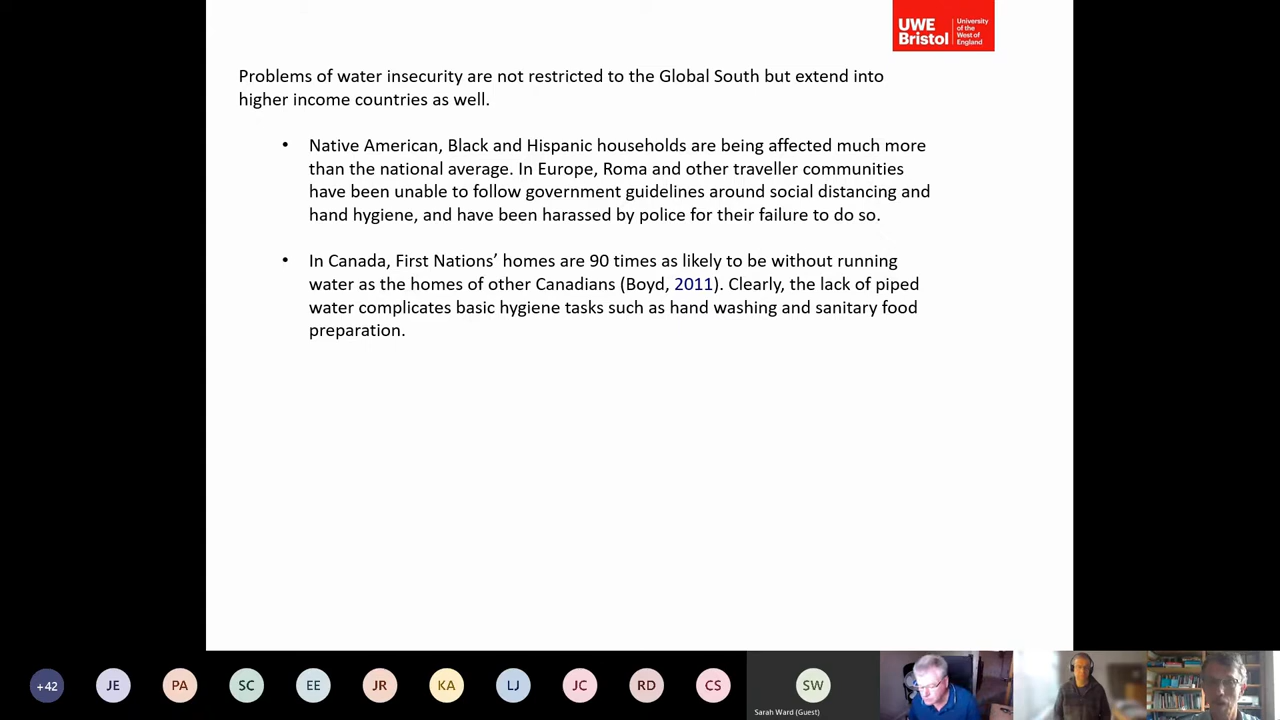 UWE
Bristol
University
of the
West of
England
Problems of water insecurity are not restricted to the Global South but extend into
higher income countries as well.
• Native American, Black and Hispanic households are being affected much more
than the national average. In Europe, Roma and other traveller communities
have been unable to follow government guidelines around social distancing and
hand hygiene, and have been harassed by police for their failure to do so.
• In Canada, First Nations’ homes are 90 times as likely to be without running
water as the homes of other Canadians (Boyd, 2011). Clearly, the lack of piped
water complicates basic hygiene tasks such as hand washing and sanitary food
preparation.
+42 JE PA SC EE JR KA LJ JC RD CS SW
Sarah Ward (Guest)